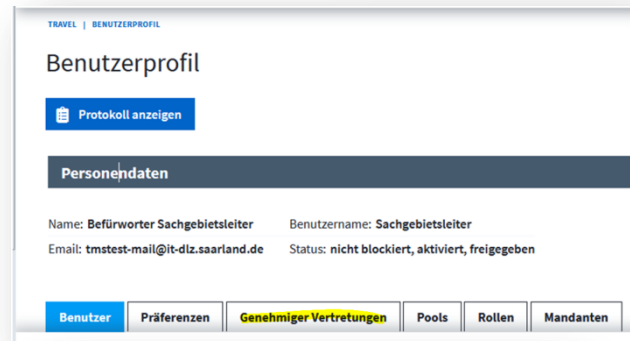 TRAVEL | BENUTZERPROFIL
Benutzerprofil
Protokoll anzeigen
Personendaten
Name: Befürworter Sachgebietsleiter Benutzername: Sachgebietsleiter
Email: tmstest-mail@it-dlz.saarland.de Status: nicht blockiert, aktiviert, freigegeben
Benutzer Präferenzen Genehmiger Vertretungen Pools Rollen Mandanten